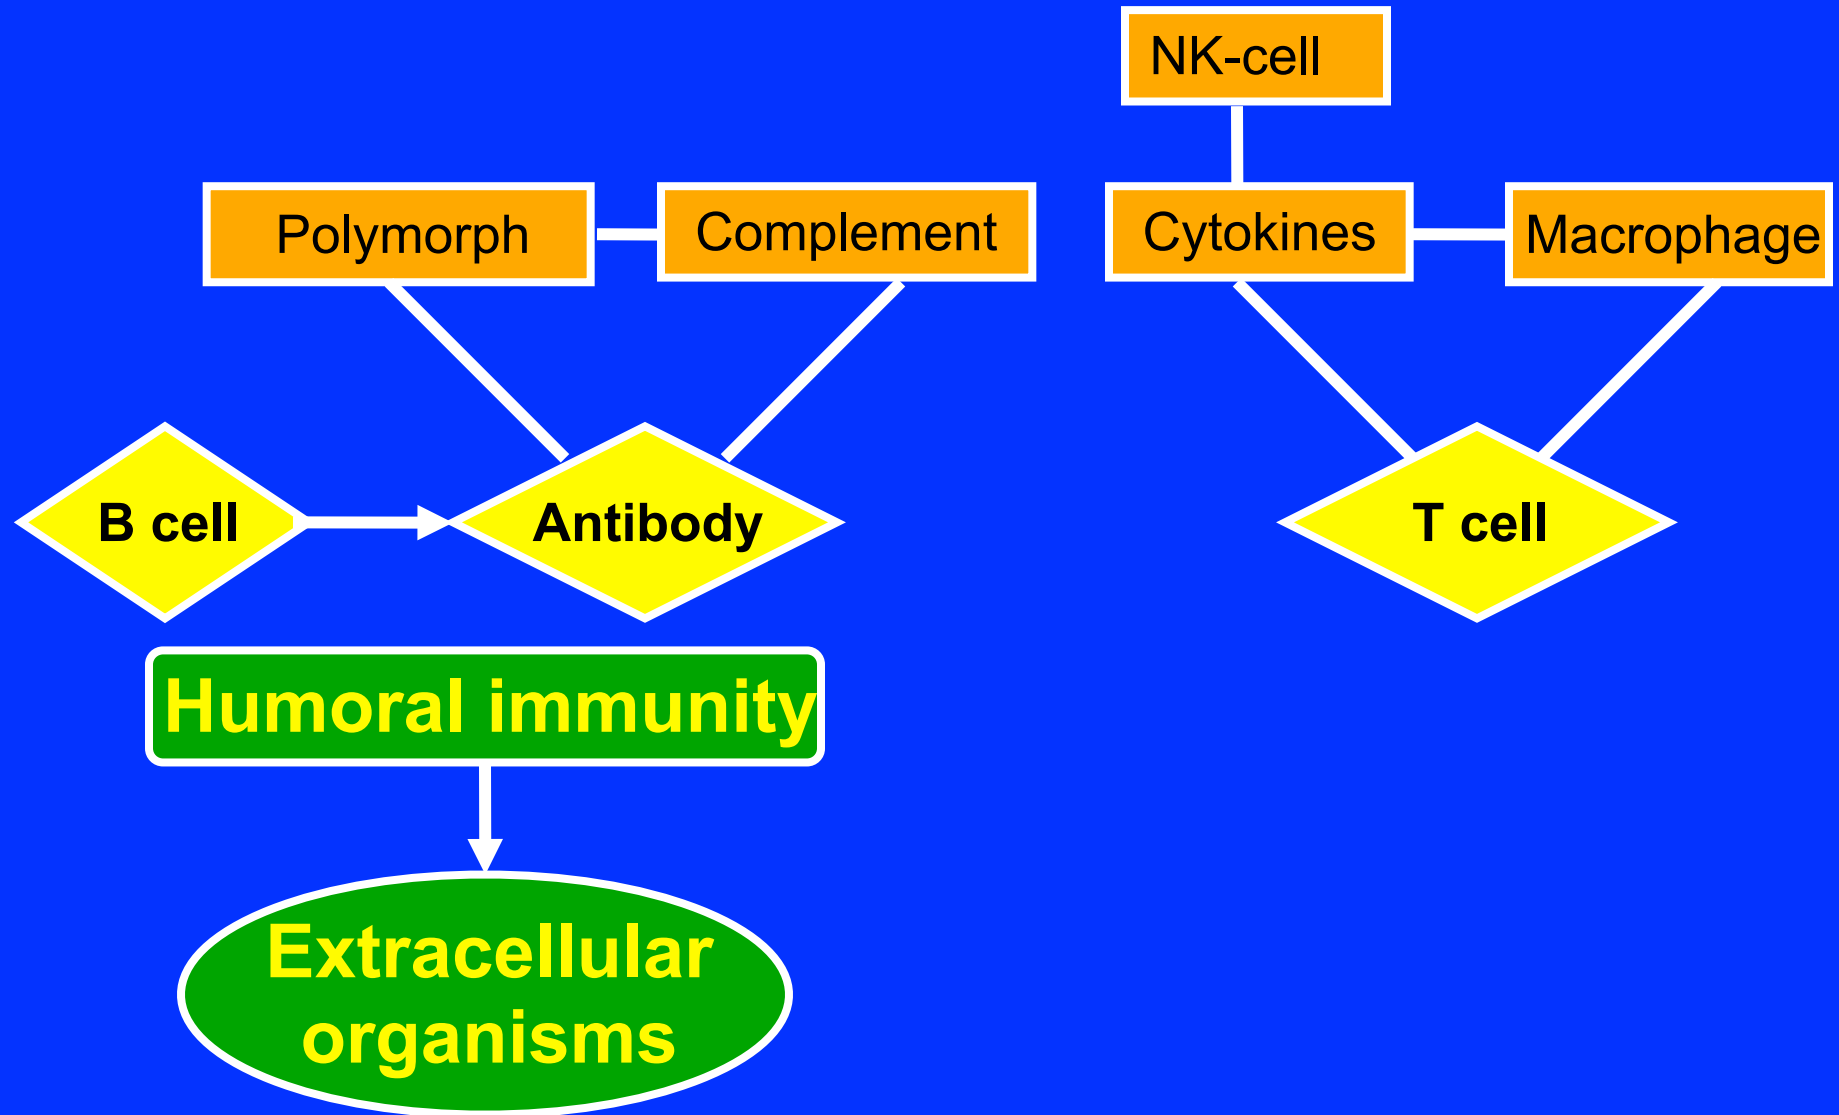 NK-cell
Polymorph
Complement
Cytokines
Macrophage
B cell
Antibody
T cell
Humoral immunity
Extracellular
organisms